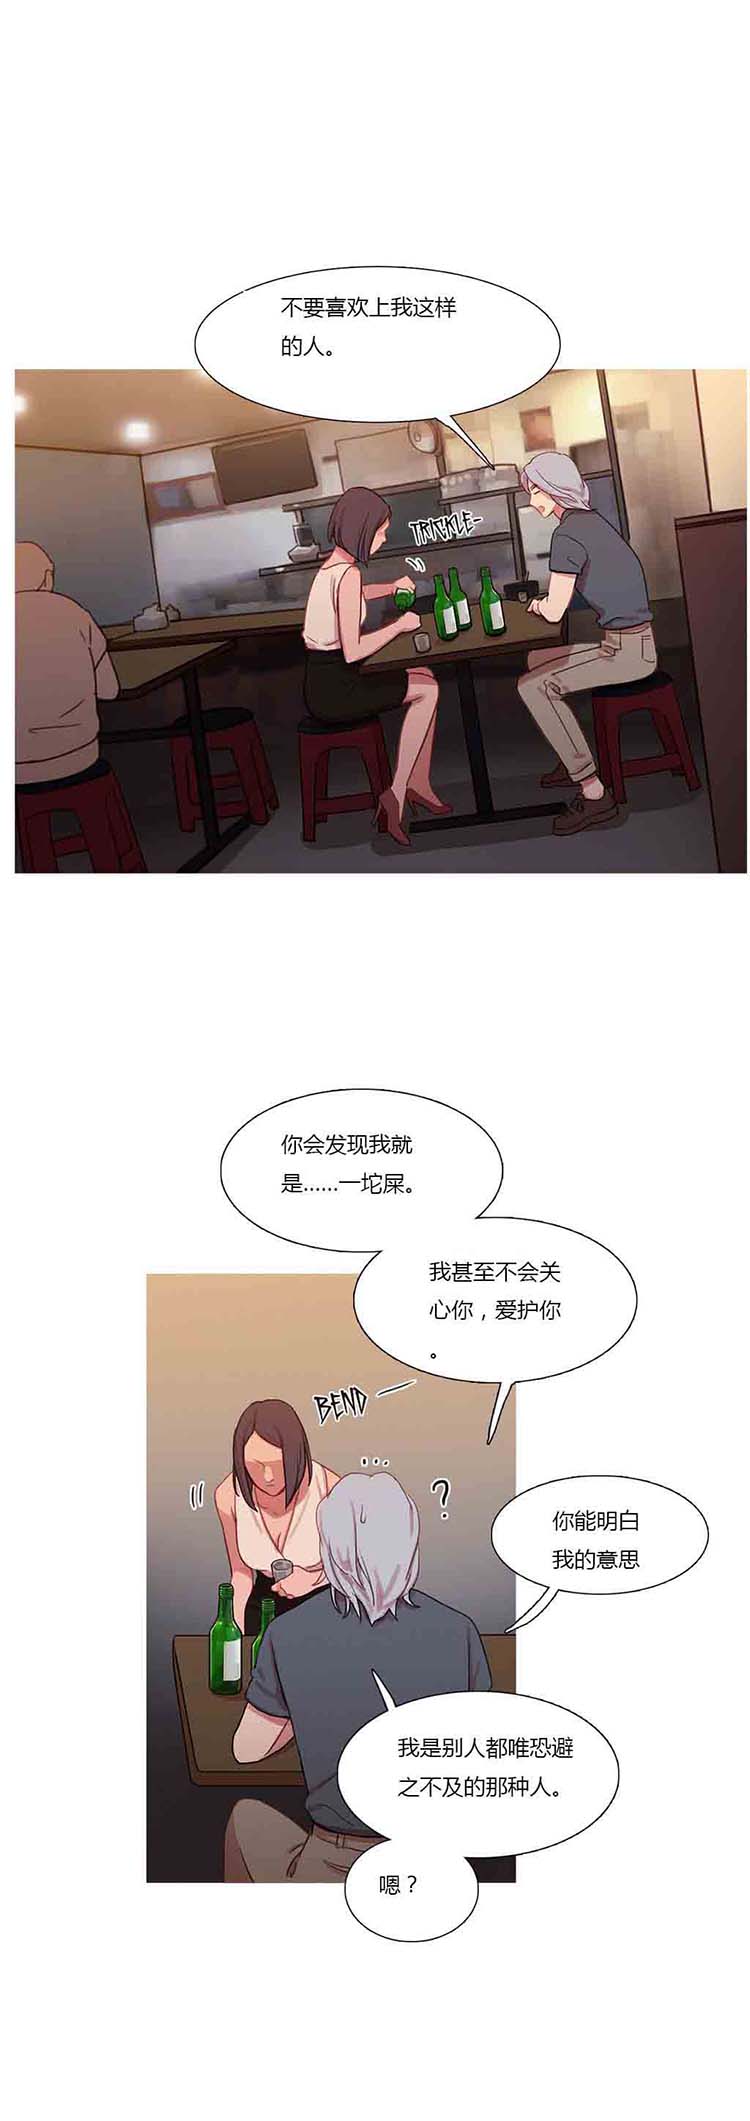 不要喜欢上我这样
的人。
TRICKLE-
你会发现我就
是……一坨屎。
我甚至不会关
心你，爱护你
。
BEND
...
?
你能明白
我的意思
我是别人都唯恐避
之不及的那种人。
嗯？